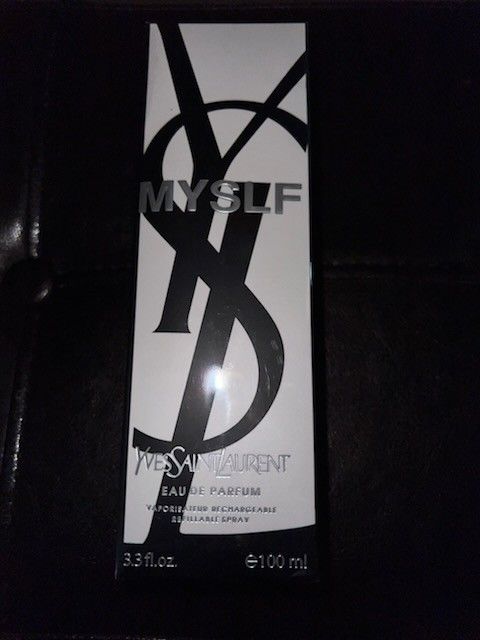 MYSLF
YVESSAINTLAURENT
EAU DE PARFUM
VAPORISATEUR RECHARGEABLE
REFILLABLE SPRAY
3.3 fl.oz. ℮100 ml